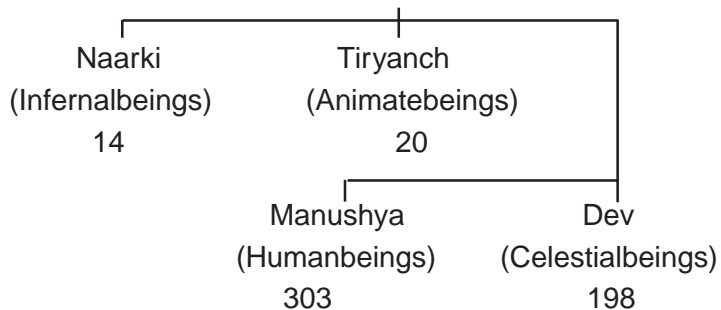 Naarki Tiryanch
(Infernalbeings) (Animatebeings)
14 20
Manushya Dev
(Humanbeings) (Celestialbeings)
303 198